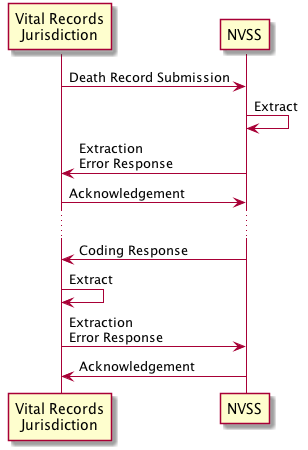 Vital Records
Jurisdiction
NVSS
Death Record Submission
Extract
Extraction
Error Response
Acknowledgement
Coding Response
Extract
Extraction
Error Response
Acknowledgement
Vital Records
Jurisdiction
NVSS